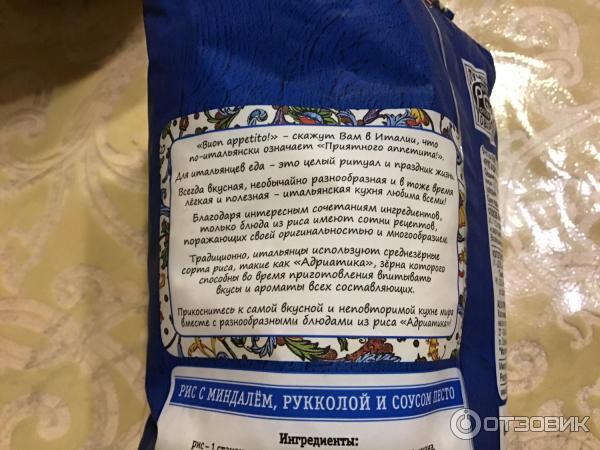 «Buon appetito!» – скажут Вам в Италии, что
по-итальянски означает «Приятного аппетита!».
Для итальянцев еда – это целый ритуал и праздник жизни.
Всегда вкусная, необычайно разнообразная и в тоже время
лёгкая и полезная – итальянская кухня любима всеми!
Благодаря интересным сочетаниям ингредиентов,
только блюда из риса имеют сотни рецептов,
поражающих своей оригинальностью и многообразием.
Традиционно, итальянцы используют среднезёрные
сорта риса, такие как «Адриатика», зёрна которого
способны во время приготовления впитывать
вкусы и ароматы всех составляющих.
Прикоснитесь к самой вкусной и неповторимой кухне мира
вместе с разнообразными блюдами из риса «Адриатика»!
РИС С МИНДАЛЁМ, РУККОЛОЙ И СОУСОМ ПЕСТО
Ингредиенты:
рис – 1
ОТЗОВИК